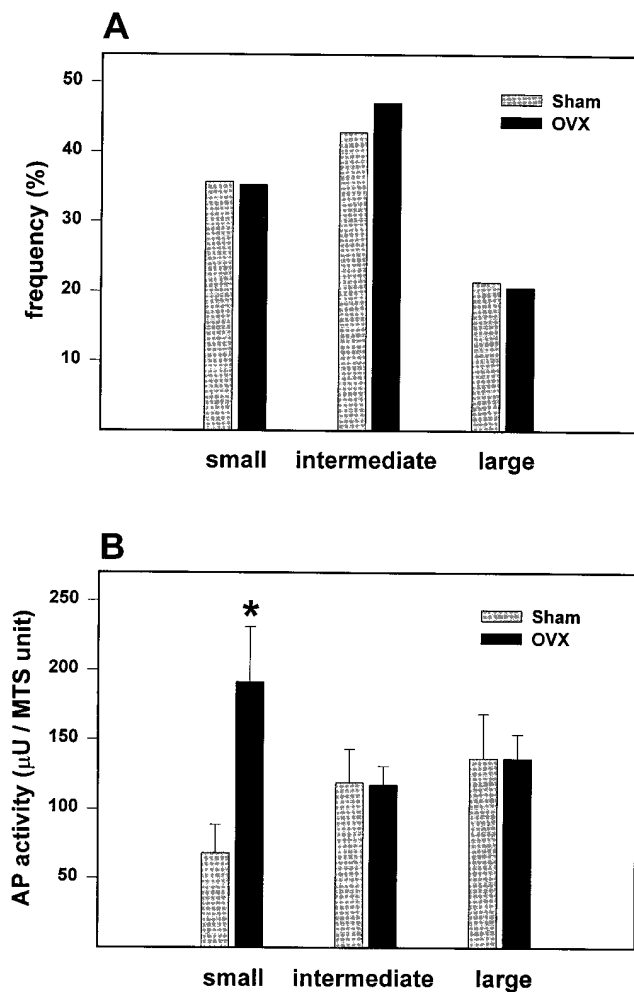 A
frequency (%)
50
40
30
20
10
Sham
OVX
small intermediate large
B
AP activity (µU / MTS unit)
250
200
150
100
50
*
Sham
OVX
small intermediate large